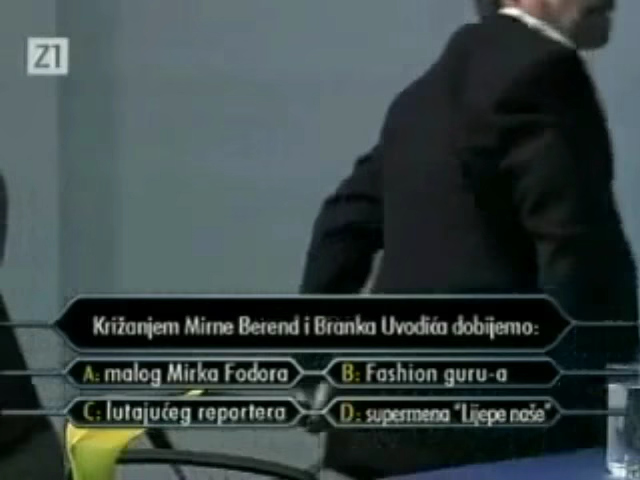 Z1
Križanjem Mirne Berend i Branka Uvodića dobijemo:
A: malog Mirka Fodora
B: Fashion guru-a
C: lutajućeg reportera
D: supermena "Lijepe naše"